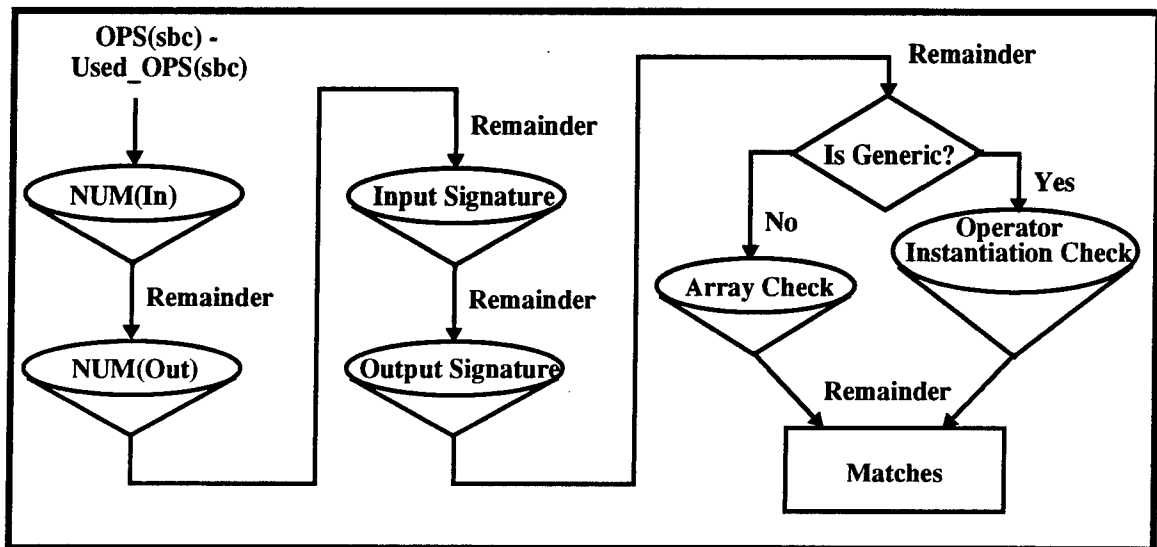 OPS(sbc) -
Used_OPS(sbc)
NUM(In)
Remainder
NUM(Out)
Remainder
Input Signature
Remainder
Output Signature
Remainder
Is Generic?
No
Yes
Array Check
Operator
Instantiation Check
Remainder
Matches